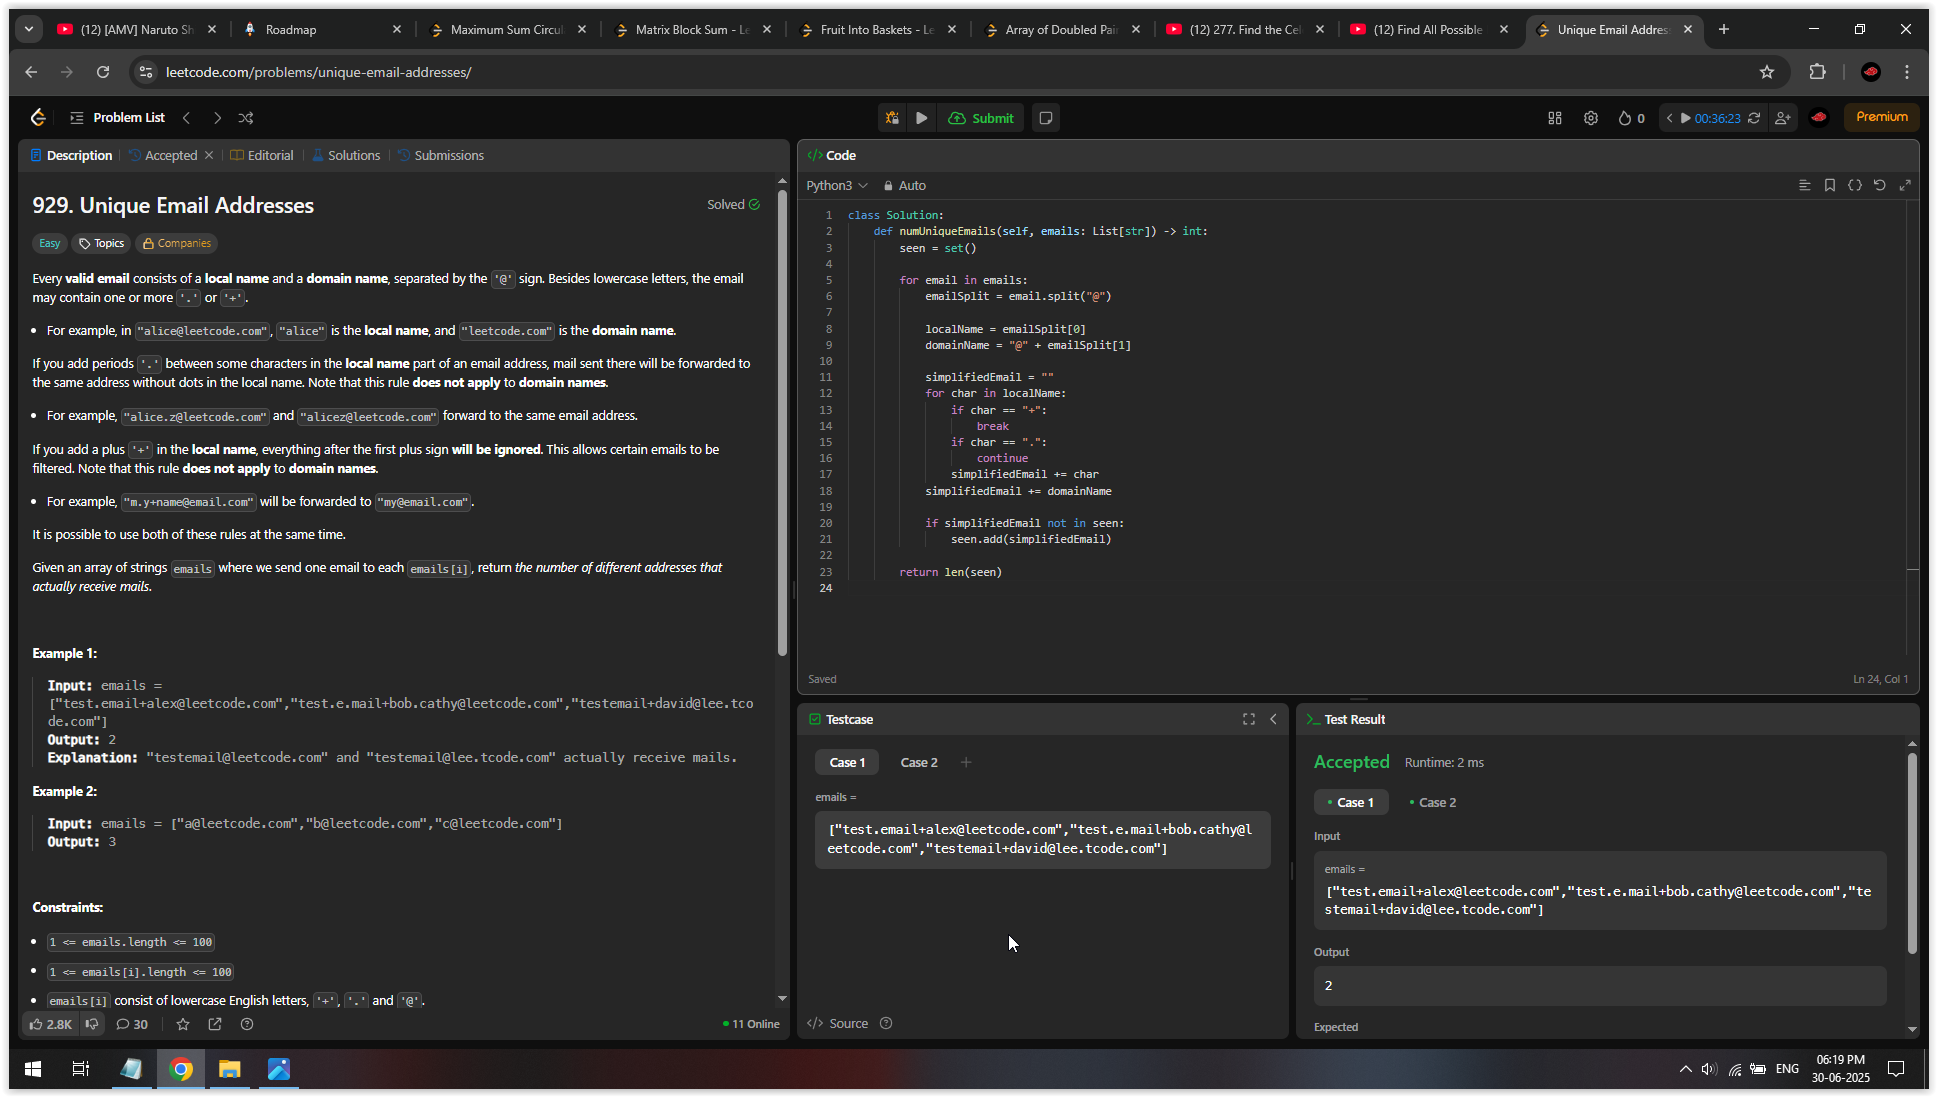 (12) [AMV] Naruto Sh
Roadmap
Maximum Sum Circul
Matrix Block Sum - Le
Fruit Into Baskets - Le
Array of Doubled Pair
(12) 277. Find the Cel
(12) Find All Possible
Unique Email Address
leetcode.com/problems/unique-email-addresses/
Problem List
Submit
0
00:36:23
Premium
Description
Accepted
Editorial
Solutions
Submissions
929. Unique Email Addresses
Solved
Easy
Topics
Companies
Every valid email consists of a local name and a domain name, separated by the '@' sign. Besides lowercase letters, the email
may contain one or more '.' or '+'.
• For example, in "alice@leetcode.com", "alice" is the local name, and "leetcode.com" is the domain name.
If you add periods '.' between some characters in the local name part of an email address, mail sent there will be forwarded to
the same address without dots in the local name. Note that this rule does not apply to domain names.
• For example, "alice.z@leetcode.com" and "alicez@leetcode.com" forward to the same email address.
If you add a plus '+' in the local name, everything after the first plus sign will be ignored. This allows certain emails to be
filtered. Note that this rule does not apply to domain names.
• For example, "m.y+name@email.com" will be forwarded to "my@email.com".
It is possible to use both of these rules at the same time.
Given an array of strings emails where we send one email to each emails[i], return the number of different addresses that
actually receive mails.
Example 1:
Input: emails =
["test.email+alex@leetcode.com","test.e.mail+bob.cathy@leetcode.com","testemail+david@lee.tco
de.com"]
Output: 2
Explanation: "testemail@leetcode.com" and "testemail@lee.tcode.com" actually receive mails.
Example 2:
Input: emails = ["a@leetcode.com","b@leetcode.com","c@leetcode.com"]
Output: 3
Constraints:
• 1 <= emails.length <= 100
• 1 <= emails[i].length <= 100
• emails[i] consist of lowercase English letters, '+', '.' and '@'.
2.8K
30
11 Online
Code
Python3
Auto
1 class Solution:
2     def numUniqueEmails(self, emails: List[str]) -> int:
3         seen = set()
4
5         for email in emails:
6             emailSplit = email.split("@")
7
8             localName = emailSplit[0]
9             domainName = "@" + emailSplit[1]
10
11             simplifiedEmail = ""
12             for char in localName:
13                 if char == "+":
14                     break
15                 if char == ".":
16                     continue
17                 simplifiedEmail += char
18             simplifiedEmail += domainName
19
20             if simplifiedEmail not in seen:
21                 seen.add(simplifiedEmail)
22
23         return len(seen)
24
Saved
Ln 24, Col 1
Testcase
Case 1
Case 2
+
emails =
["test.email+alex@leetcode.com","test.e.mail+bob.cathy@l
eetcode.com","testemail+david@lee.tcode.com"]
Source
Test Result
Accepted
Runtime: 2 ms
• Case 1
• Case 2
Input
emails =
["test.email+alex@leetcode.com","test.e.mail+bob.cathy@leetcode.com","te
stemail+david@lee.tcode.com"]
Output
2
Expected
ENG
06:19 PM
30-06-2025